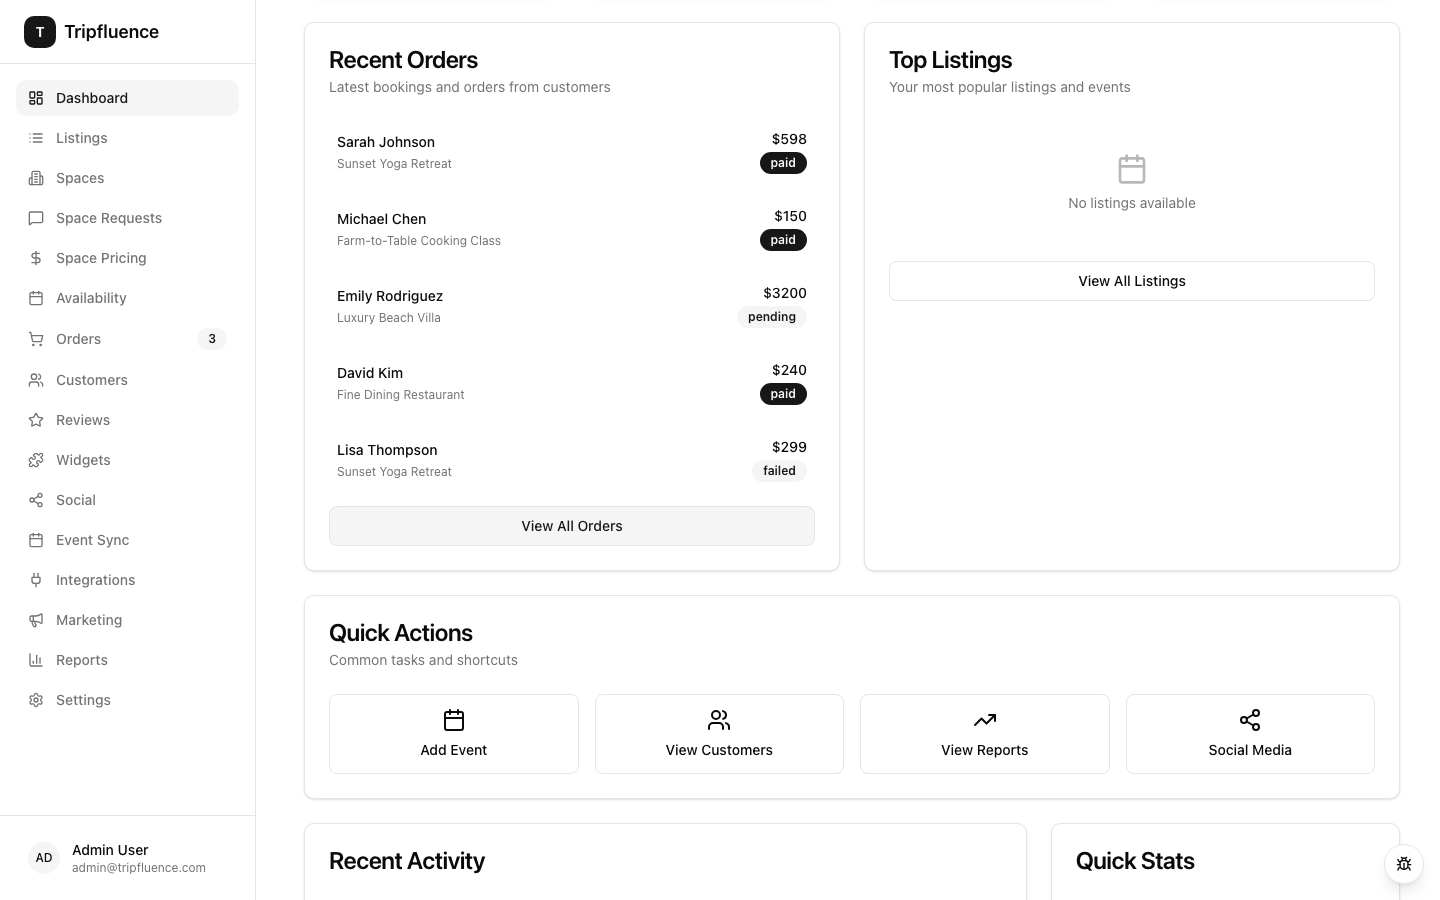 T
Tripfluence
Dashboard
Listings
Spaces
Space Requests
Space Pricing
Availability
Orders
3
Customers
Reviews
Widgets
Social
Event Sync
Integrations
Marketing
Reports
Settings
AD
Admin User
admin@tripfluence.com
Recent Orders
Latest bookings and orders from customers
Sarah Johnson
$598
Sunset Yoga Retreat
paid
Michael Chen
$150
Farm-to-Table Cooking Class
paid
Emily Rodriguez
$3200
Luxury Beach Villa
pending
David Kim
$240
Fine Dining Restaurant
paid
Lisa Thompson
$299
Sunset Yoga Retreat
failed
View All Orders
Top Listings
Your most popular listings and events
No listings available
View All Listings
Quick Actions
Common tasks and shortcuts
Add Event
View Customers
View Reports
Social Media
Recent Activity
Quick Stats